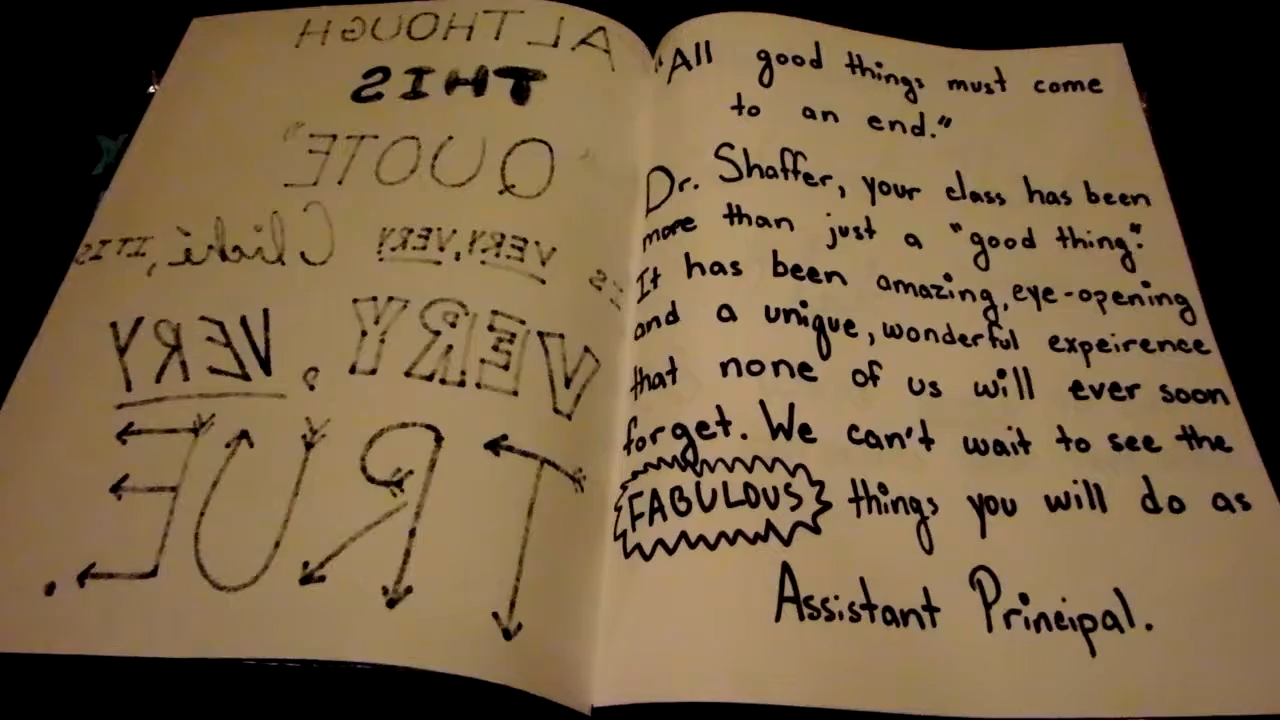 ALTHOUGH
THIS
"QUOTE"
IS VERY, VERY Cliché, IT IS
VERY, VERY
TRUE.
"All good things must come
to an end."
Dr. Shaffer, your class has been
more than just a "good thing".
It has been amazing, eye-opening
and a unique, wonderful expeirence
that none of us will ever soon
forget. We can't wait to see the
FABULOUS things you will do as
Assistant Principal.